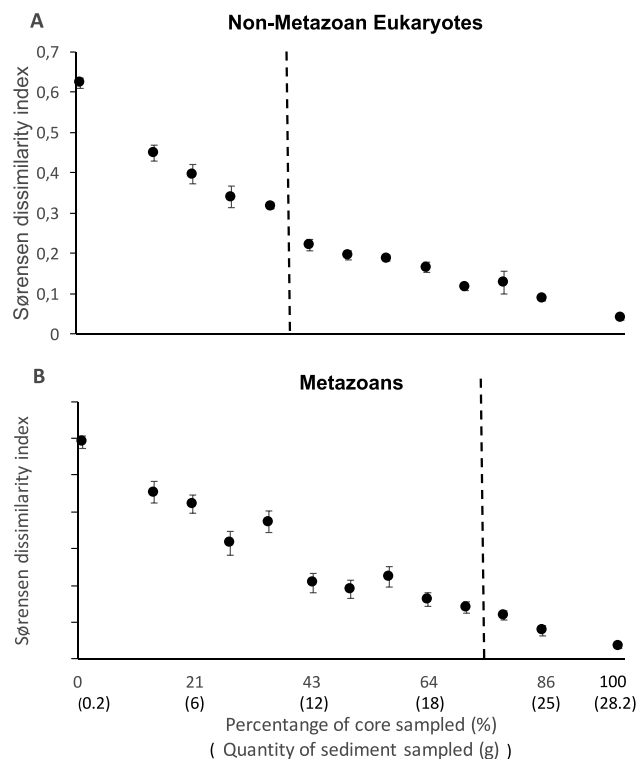 A
Non-Metazoan Eukaryotes
Sørensen dissimilarity index
0,7
0,6
0,5
0,4
0,3
0,2
0,1
0
B
Metazoans
Sørensen dissimilarity index
0 21 43 64 86 100
(0.2) (6) (12) (18) (25) (28.2)
Percentange of core sampled (%)
( Quantity of sediment sampled (g) )